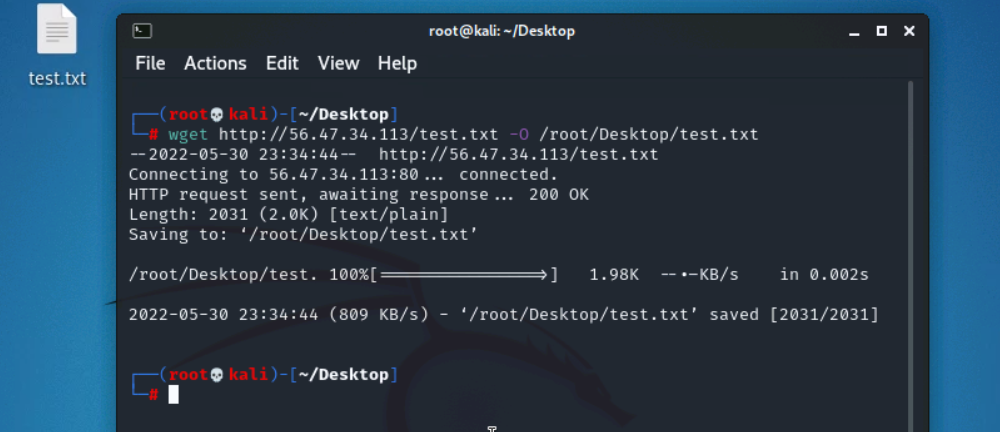 test.txt
root@kali: ~/Desktop
File Actions Edit View Help
┌──(root💀kali)-[~/Desktop]
└─# wget http://56.47.34.113/test.txt -O /root/Desktop/test.txt
--2022-05-30 23:34:44--  http://56.47.34.113/test.txt
Connecting to 56.47.34.113:80... connected.
HTTP request sent, awaiting response... 200 OK
Length: 2031 (2.0K) [text/plain]
Saving to: ‘/root/Desktop/test.txt’
/root/Desktop/test. 100%[================>]   1.98K  --.-KB/s    in 0.002s
2022-05-30 23:34:44 (809 KB/s) - ‘/root/Desktop/test.txt’ saved [2031/2031]
┌──(root💀kali)-[~/Desktop]
└─#